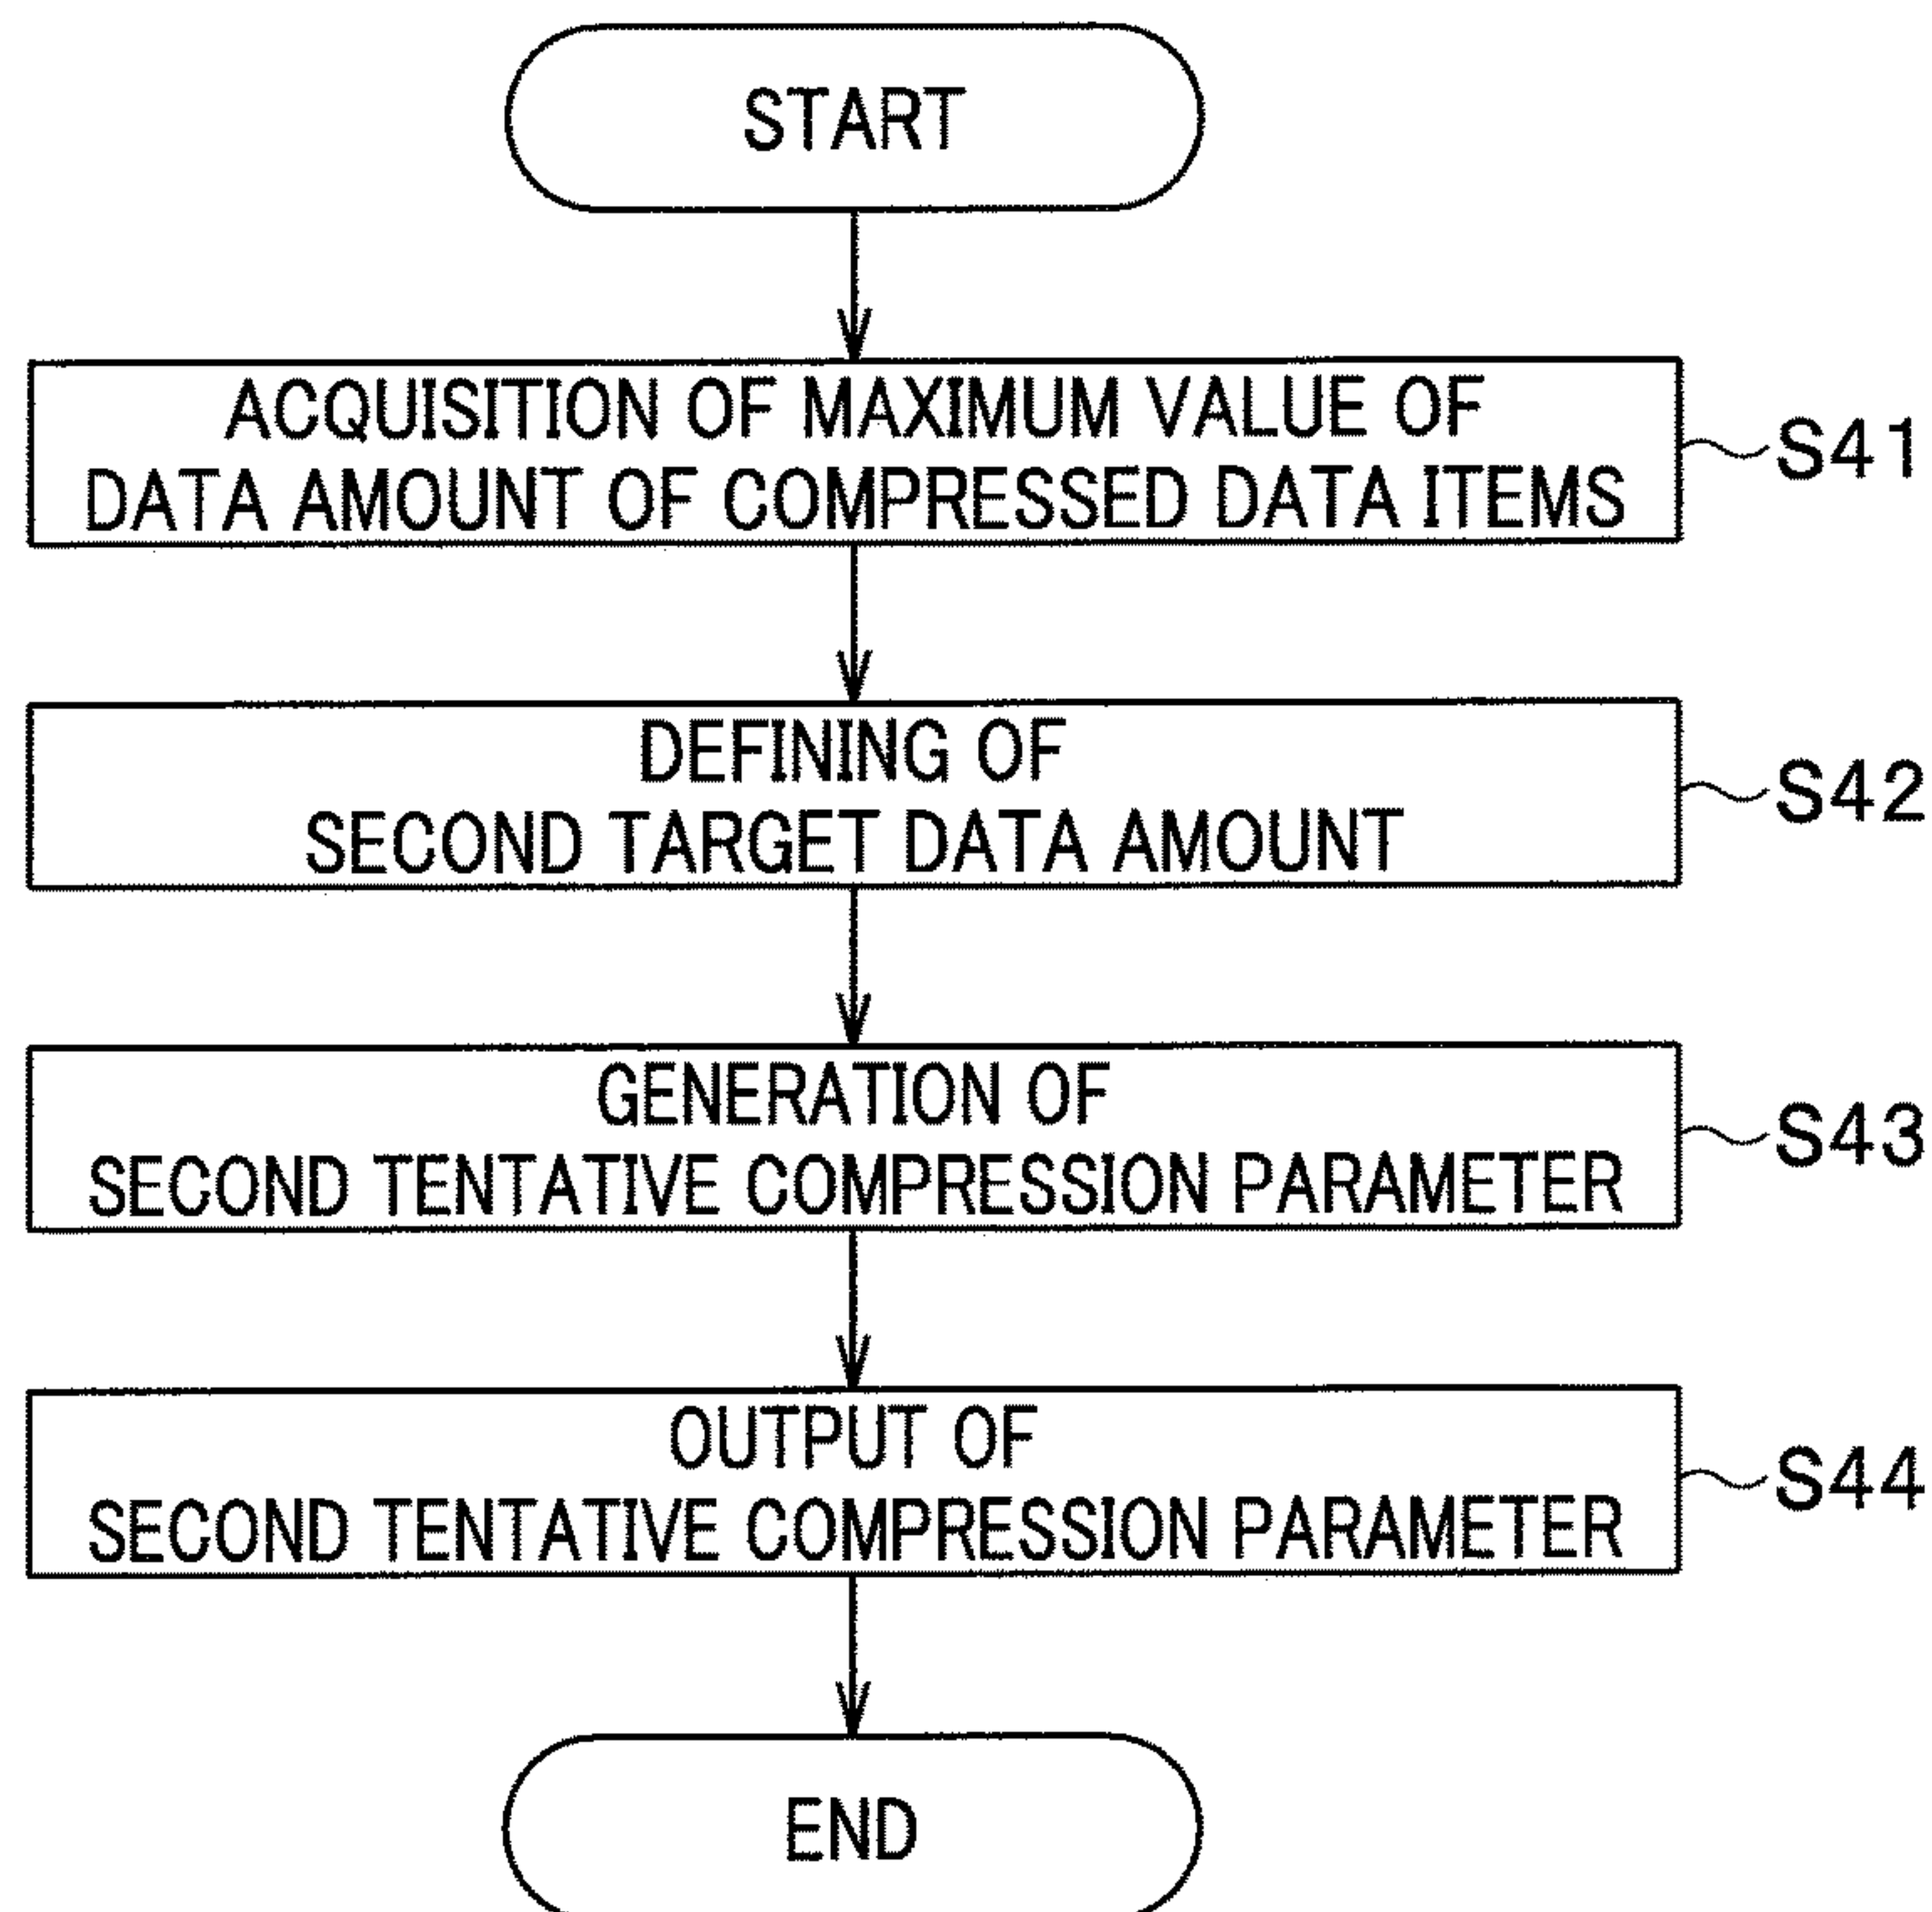 START
ACQUISITION OF MAXIMUM VALUE OF
DATA AMOUNT OF COMPRESSED DATA ITEMS
S41
DEFINING OF
SECOND TARGET DATA AMOUNT
S42
GENERATION OF
SECOND TENTATIVE COMPRESSION PARAMETER
S43
OUTPUT OF
SECOND TENTATIVE COMPRESSION PARAMETER
S44
END